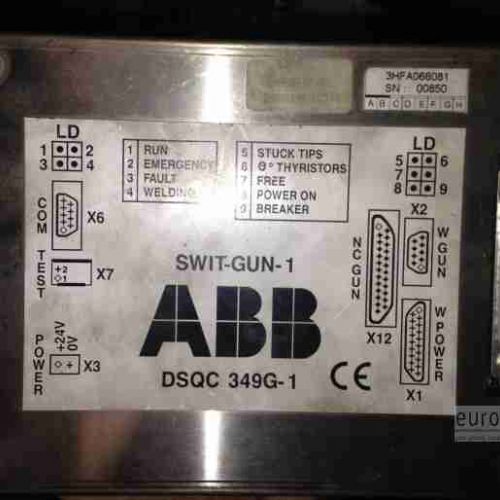 3HFA066081
SN : 00850
A B C D E F G H
LD
1 2
3 4
1 RUN
2 EMERGENCY
3 FAULT
4 WELDING
5 STUCK TIPS
6 Θ° THYRISTORS
7 FREE
8 POWER ON
9 BREAKER
LD
5 6
7
8 9
COM
X6
TEST
+2
1
X7
POWER
+24V
0V
X3
SWIT-GUN-1
ABB
DSQC 349G-1
CE
NC GUN
X12
X2
W GUN
W POWER
X1
euro